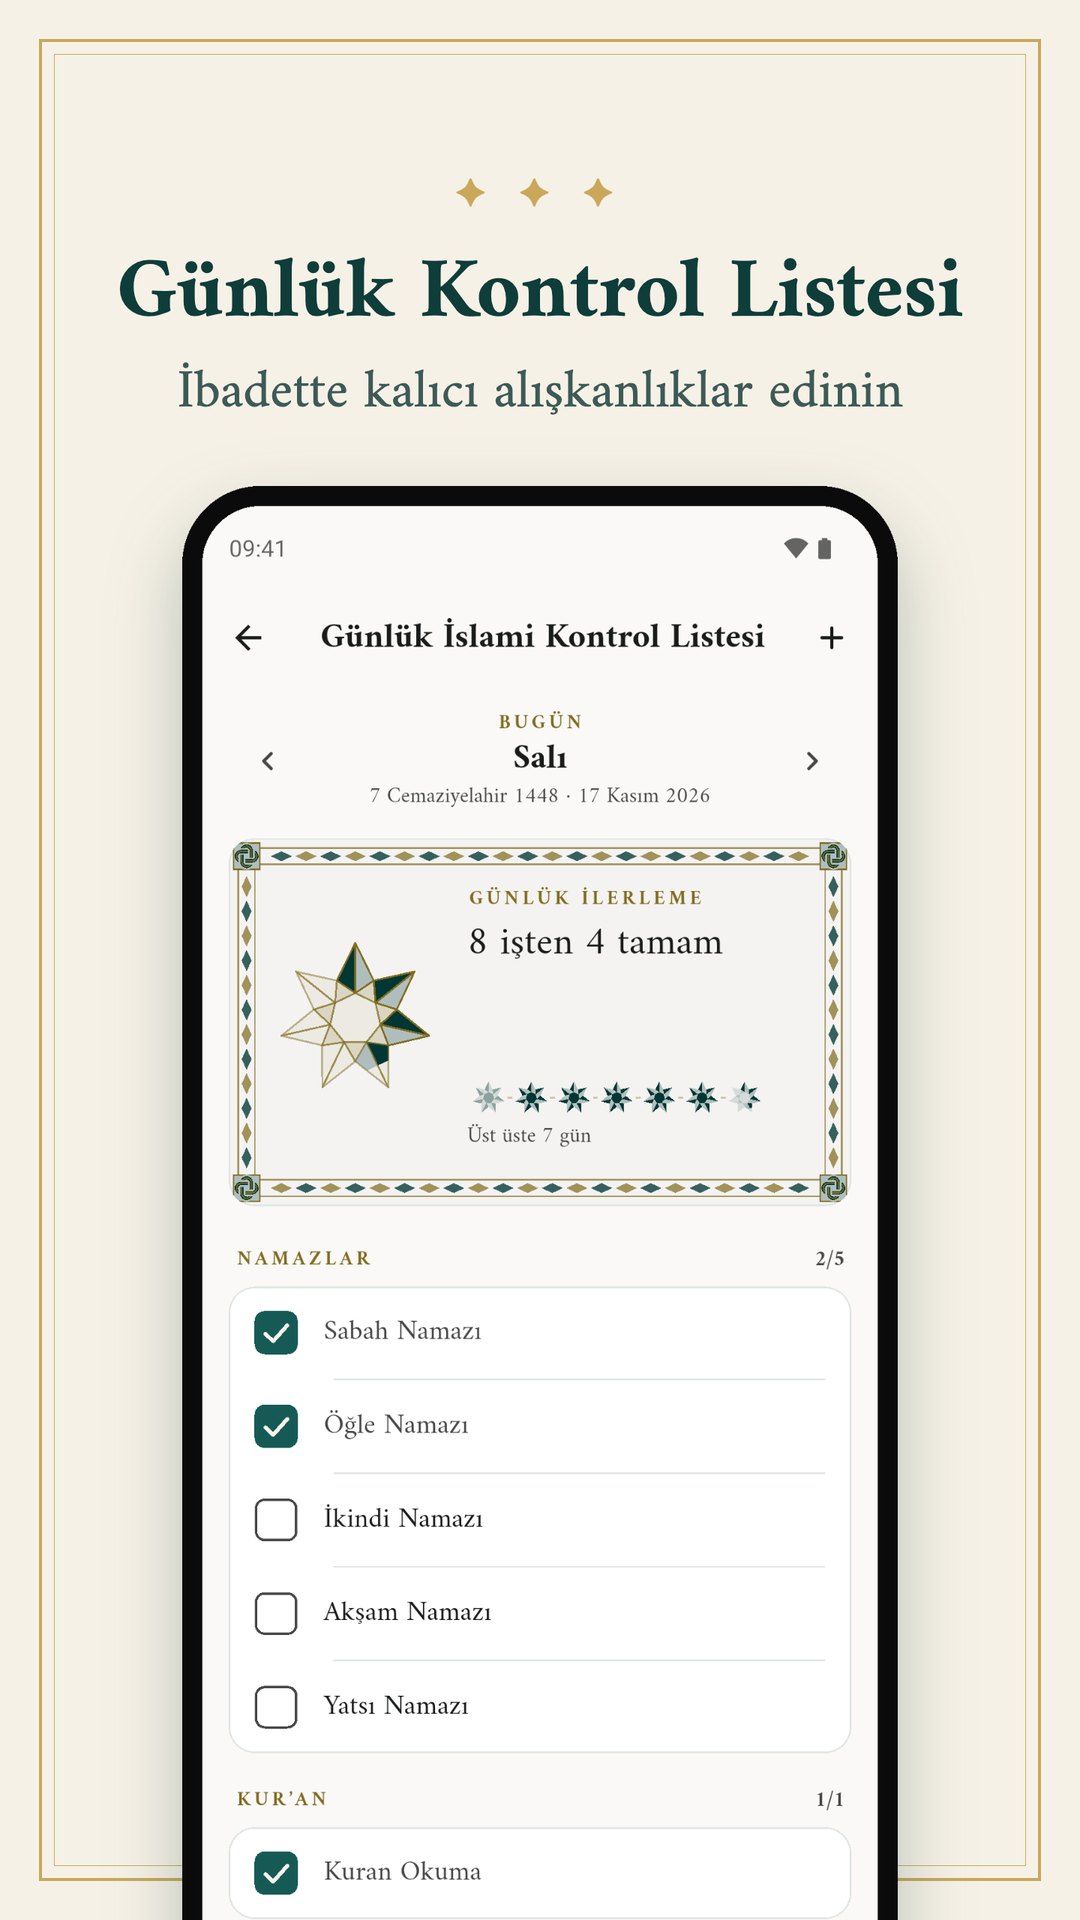 Günlük Kontrol Listesi
İbadette kalıcı alışkanlıklar edinin
09:41
Günlük İslami Kontrol Listesi
BUGÜN
Salı
7 Cemaziyelahir 1448 · 17 Kasım 2026
GÜNLÜK İLERLEME
8 işten 4 tamam
Üst üste 7 gün
NAMAZLAR 2/5
Sabah Namazı
Öğle Namazı
İkindi Namazı
Akşam Namazı
Yatsı Namazı
KUR’AN 1/1
Kuran Okuma